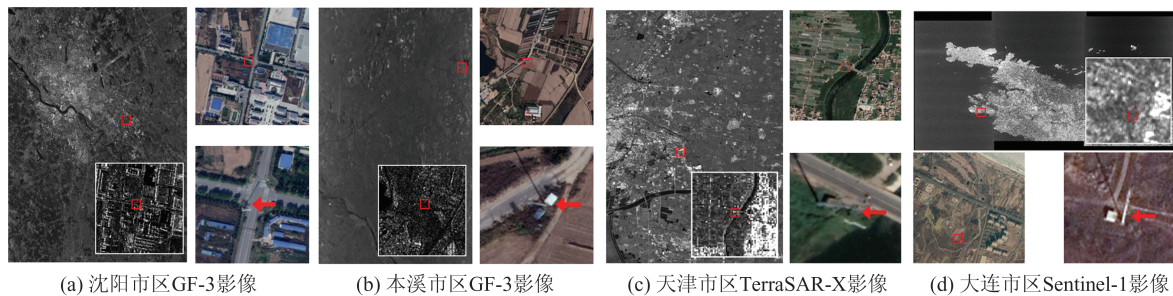 (a) 沈阳市区GF-3影像
(b) 本溪市区GF-3影像
(c) 天津市区TerraSAR-X影像
(d) 大连市区Sentinel-1影像